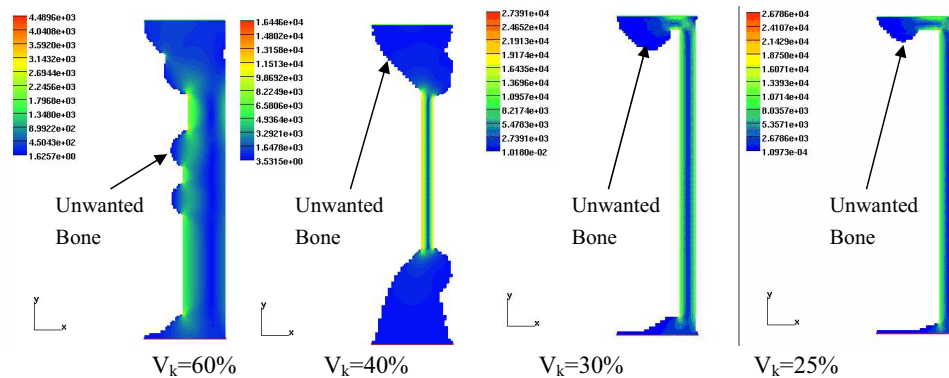 4.4896e+03
4.0408e+03
3.5920e+03
3.1432e+03
2.6944e+03
2.2456e+03
1.7968e+03
1.3480e+03
8.9922e+02
4.5043e+02
1.6257e+00
Unwanted
Bone
y
x
V_k=60%
1.6446e+04
1.4802e+04
1.3158e+04
1.1513e+04
9.8692e+03
8.2249e+03
6.5806e+03
4.9364e+03
3.2921e+03
1.6478e+03
3.5315e+00
Unwanted
Bone
y
x
V_k=40%
2.7391e+04
2.4652e+04
2.1913e+04
1.9174e+04
1.6435e+04
1.3696e+04
1.0957e+04
8.2174e+03
5.4783e+03
2.7391e+03
1.0180e-02
Unwanted
Bone
y
x
V_k=30%
2.6786e+04
2.4107e+04
2.1429e+04
1.8750e+04
1.6071e+04
1.3393e+04
1.0714e+04
8.0357e+03
5.3571e+03
2.6786e+03
1.0973e-04
Unwanted
Bone
y
x
V_k=25%